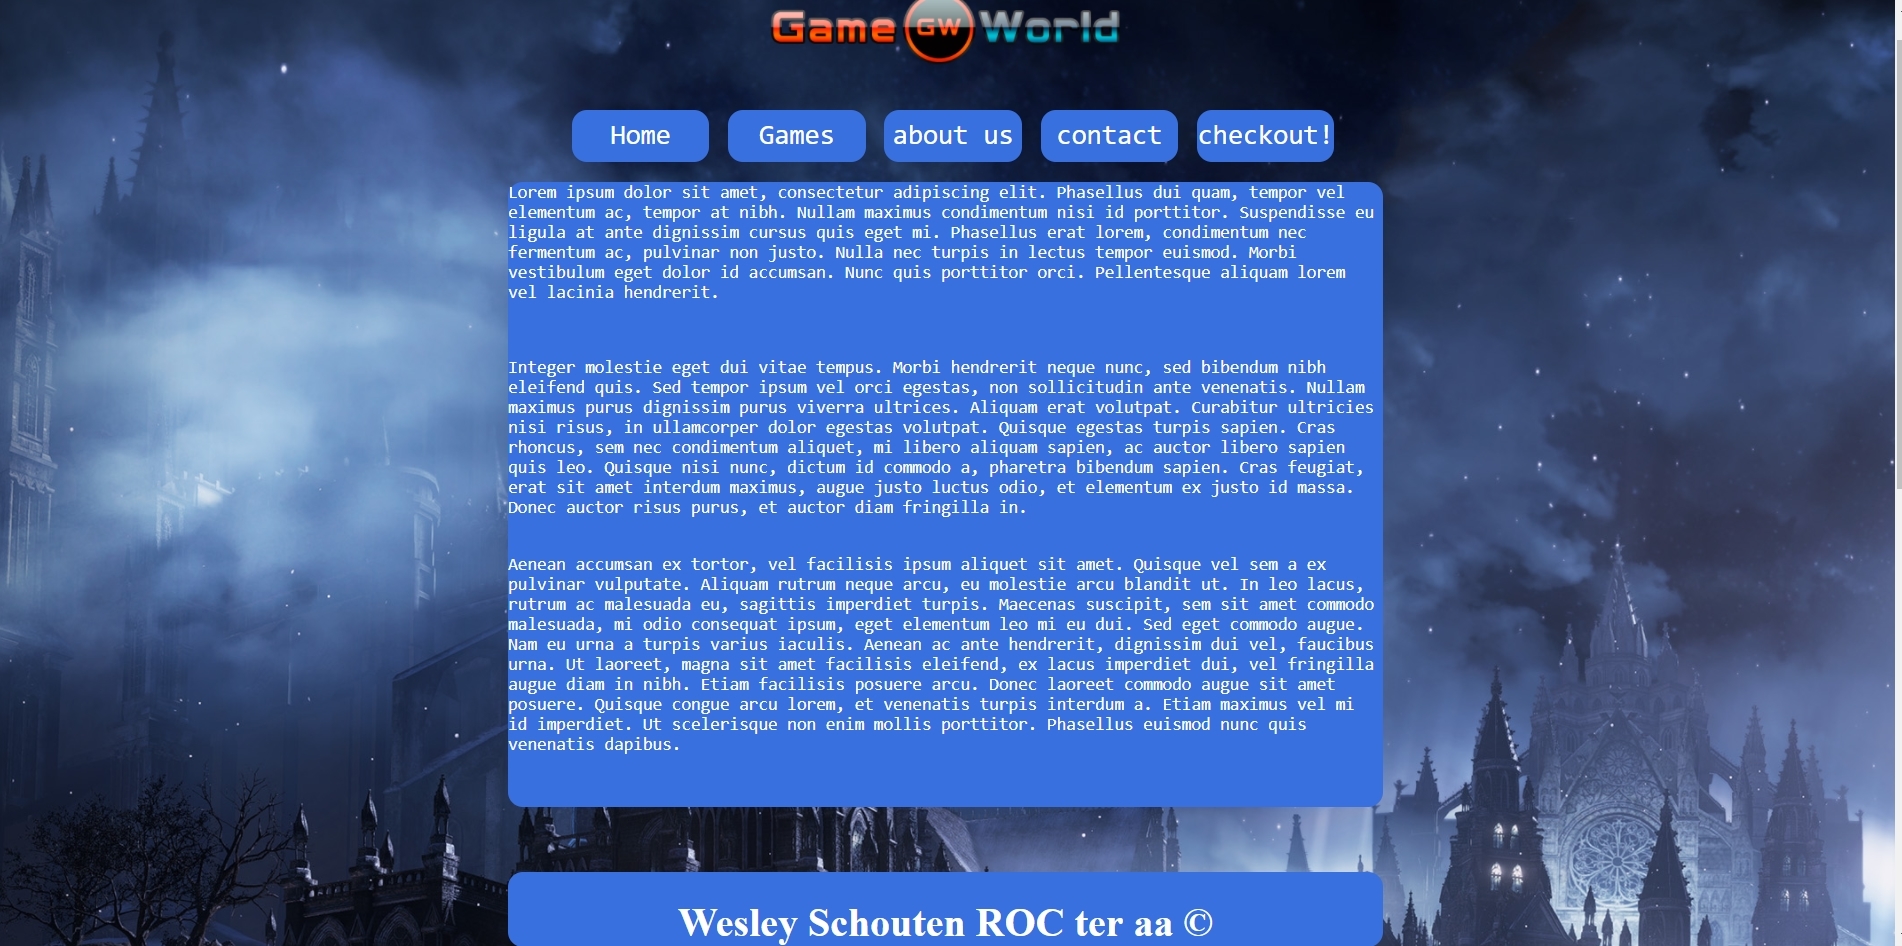 Game GW World
Home Games about us contact checkout!
Lorem ipsum dolor sit amet, consectetur adipiscing elit. Phasellus dui quam, tempor vel
elementum ac, tempor at nibh. Nullam maximus condimentum nisi id porttitor. Suspendisse eu
ligula at ante dignissim cursus quis eget mi. Phasellus erat lorem, condimentum nec
fermentum ac, pulvinar non justo. Nulla nec turpis in lectus tempor euismod. Morbi
vestibulum eget dolor id accumsan. Nunc quis porttitor orci. Pellentesque aliquam lorem
vel lacinia hendrerit.
Integer molestie eget dui vitae tempus. Morbi hendrerit neque nunc, sed bibendum nibh
eleifend quis. Sed tempor ipsum vel orci egestas, non sollicitudin ante venenatis. Nullam
maximus purus dignissim purus viverra ultrices. Aliquam erat volutpat. Curabitur ultricies
nisi risus, in ullamcorper dolor egestas volutpat. Quisque egestas turpis sapien. Cras
rhoncus, sem nec condimentum aliquet, mi libero aliquam sapien, ac auctor libero sapien
quis leo. Quisque nisi nunc, dictum id commodo a, pharetra bibendum sapien. Cras feugiat,
erat sit amet interdum maximus, augue justo luctus odio, et elementum ex justo id massa.
Donec auctor risus purus, et auctor diam fringilla in.
Aenean accumsan ex tortor, vel facilisis ipsum aliquet sit amet. Quisque vel sem a ex
pulvinar vulputate. Aliquam rutrum neque arcu, eu molestie arcu blandit ut. In leo lacus,
rutrum ac malesuada eu, sagittis imperdiet turpis. Maecenas suscipit, sem sit amet commodo
malesuada, mi odio consequat ipsum, eget elementum leo mi eu dui. Sed eget commodo augue.
Nam eu urna a turpis varius iaculis. Aenean ac ante hendrerit, dignissim dui vel, faucibus
urna. Ut laoreet, magna sit amet facilisis eleifend, ex lacus imperdiet dui, vel fringilla
augue diam in nibh. Etiam facilisis posuere arcu. Donec laoreet commodo augue sit amet
posuere. Quisque congue arcu lorem, et venenatis turpis interdum a. Etiam maximus vel mi
id imperdiet. Ut scelerisque non enim mollis porttitor. Phasellus euismod nunc quis
venenatis dapibus.
Wesley Schouten ROC ter aa ©